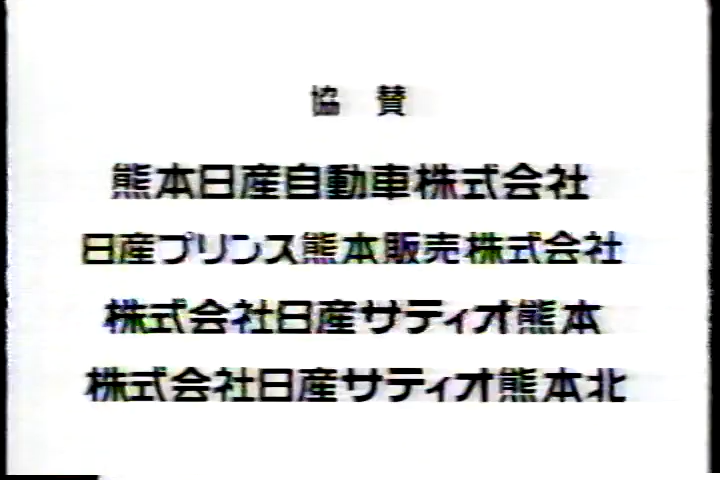 協 賛
熊本日産自動車株式会社
日産プリンス熊本販売株式会社
株式会社日産サティオ熊本
株式会社日産サティオ熊本北